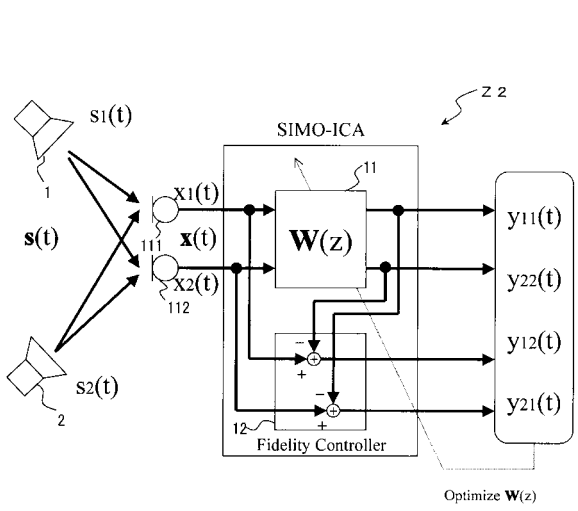 Z2
s1(t)
SIMO-ICA
1
11
x1(t)
W(z)
y11(t)
s(t)
111
x(t)
x2(t)
y22(t)
112
−
y12(t)
+
+
s2(t)
−
y21(t)
2
12
+
+
Fidelity Controller
Optimize W(z)